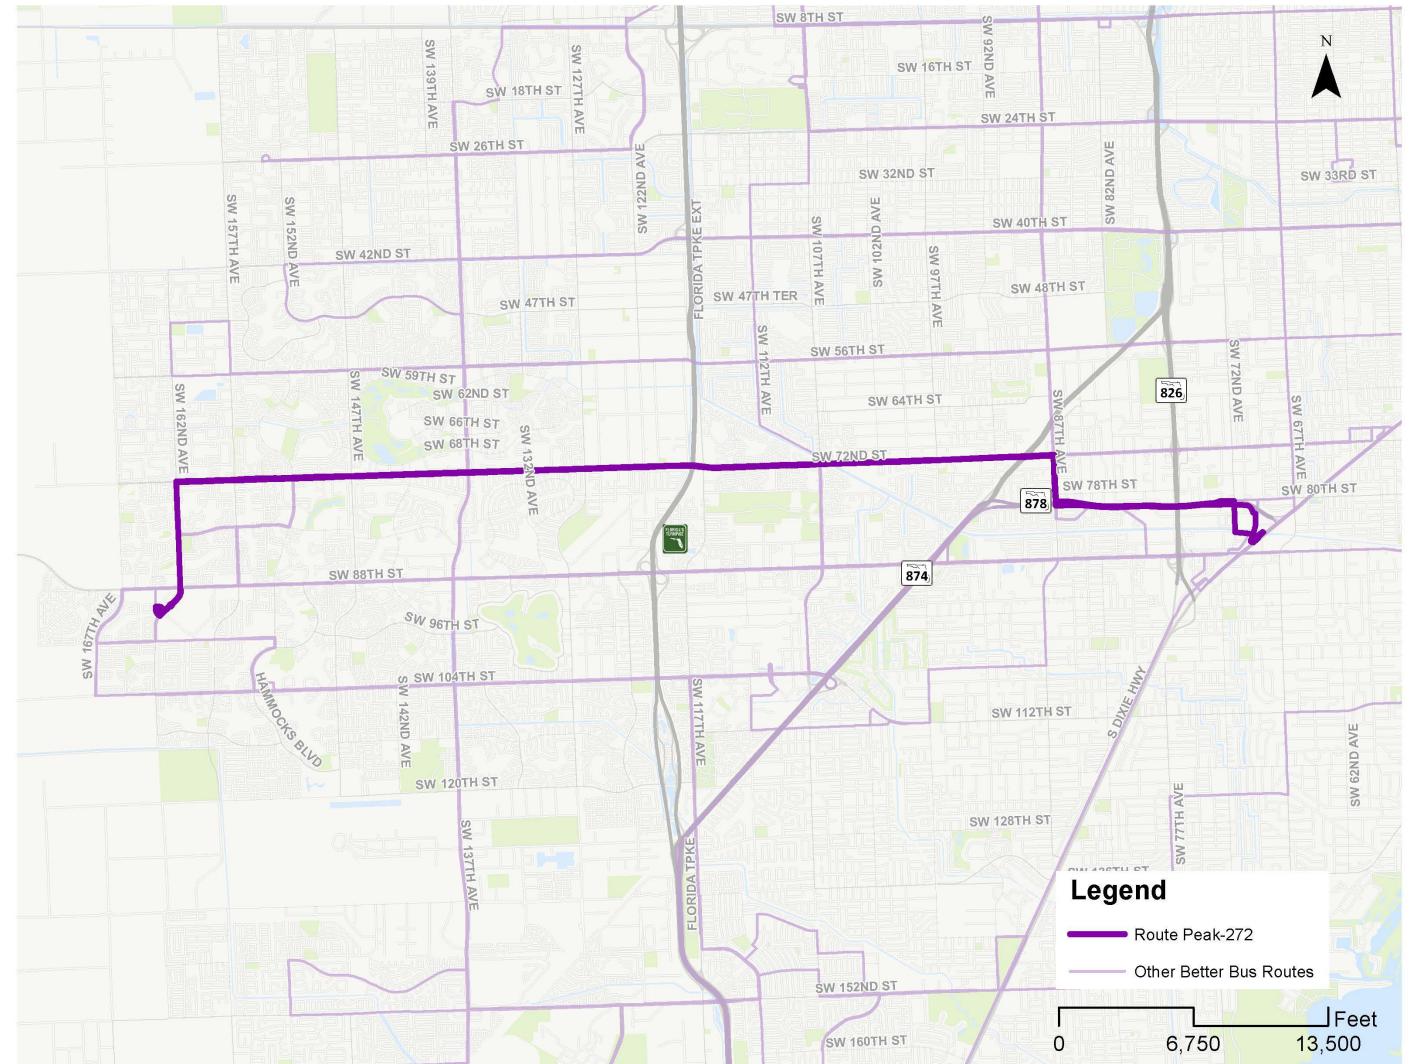 SW 8TH ST
N
SW 92ND AVE
SW 139TH AVE
SW 127TH AVE
SW 16TH ST
SW 18TH ST
SW 24TH ST
SW 26TH ST
SW 122ND AVE
SW 82ND AVE
SW 32ND ST
SW 33RD ST
SW 157TH AVE
SW 152ND AVE
FLORIDA TPKE EXT
SW 107TH AVE
SW 102ND AVE
SW 40TH ST
SW 42ND ST
SW 97TH AVE
SW 47TH ST
SW 47TH TER
SW 48TH ST
SW 112TH AVE
SW 56TH ST
SW 72ND AVE
SW 59TH ST
SW 162ND AVE
SW 147TH AVE
SW 62ND ST
826
SW 87TH AVE
SW 67TH AVE
SW 64TH ST
SW 66TH ST
SW 68TH ST
SW 132ND AVE
SW 72ND ST
SW 78TH ST
SW 80TH ST
878
FLORIDA'S
TURNPIKE
SW 88TH ST
874
SW 167TH AVE
SW 96TH ST
HAMMOCKS BLVD
SW 104TH ST
SW 142ND AVE
SW 117TH AVE
S DIXIE HWY
SW 112TH ST
SW 62ND AVE
SW 120TH ST
SW 77TH AVE
SW 137TH AVE
SW 128TH ST
FLORIDA TPKE
Legend
Route Peak-272
Other Better Bus Routes
SW 152ND ST
SW 160TH ST
Feet
0 6,750 13,500